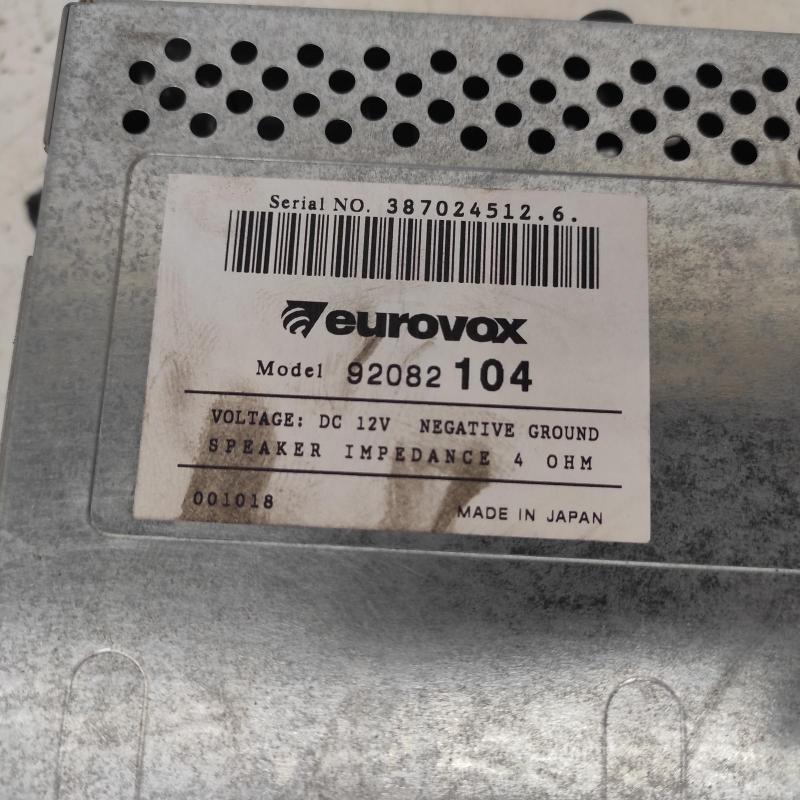 Serial NO. 387024512.6.
eurovox
Model 92082 104
VOLTAGE: DC 12V NEGATIVE GROUND
SPEAKER IMPEDANCE 4 OHM
001018
MADE IN JAPAN